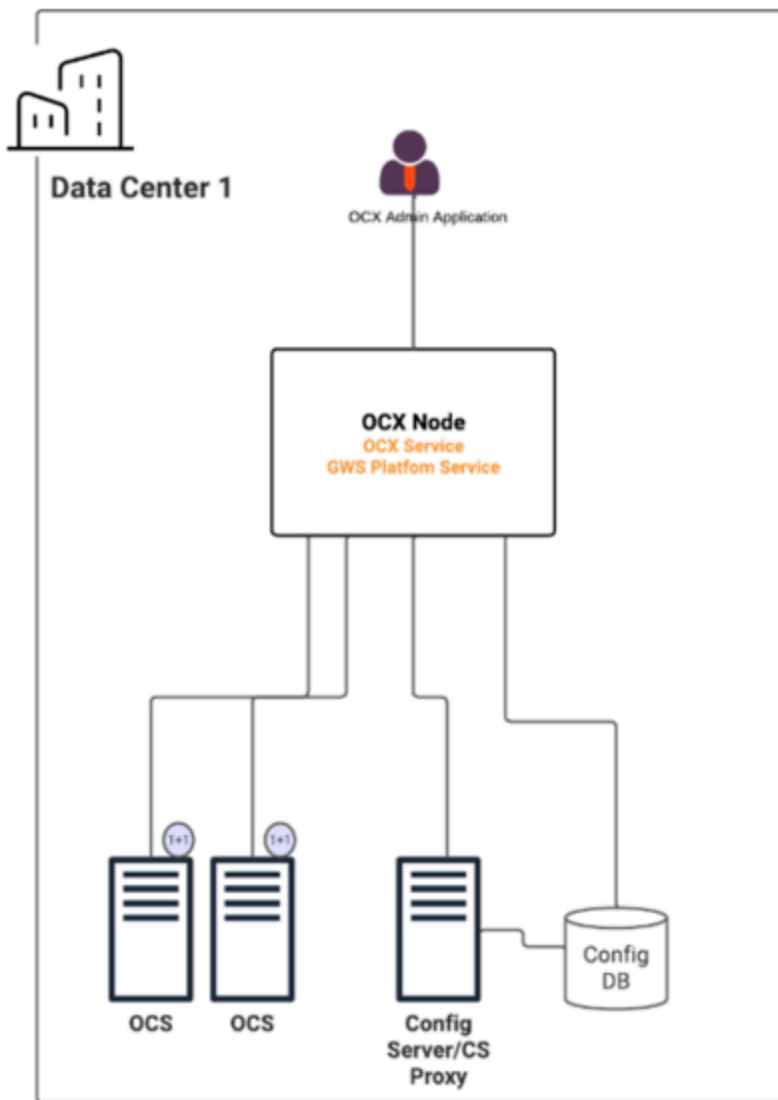 Data Center 1
OCX Admin Application
OCX Node
OCX Service
GWS Platfom Service
1+1
1+1
OCS
OCS
Config
Server/CS
Proxy
Config
DB